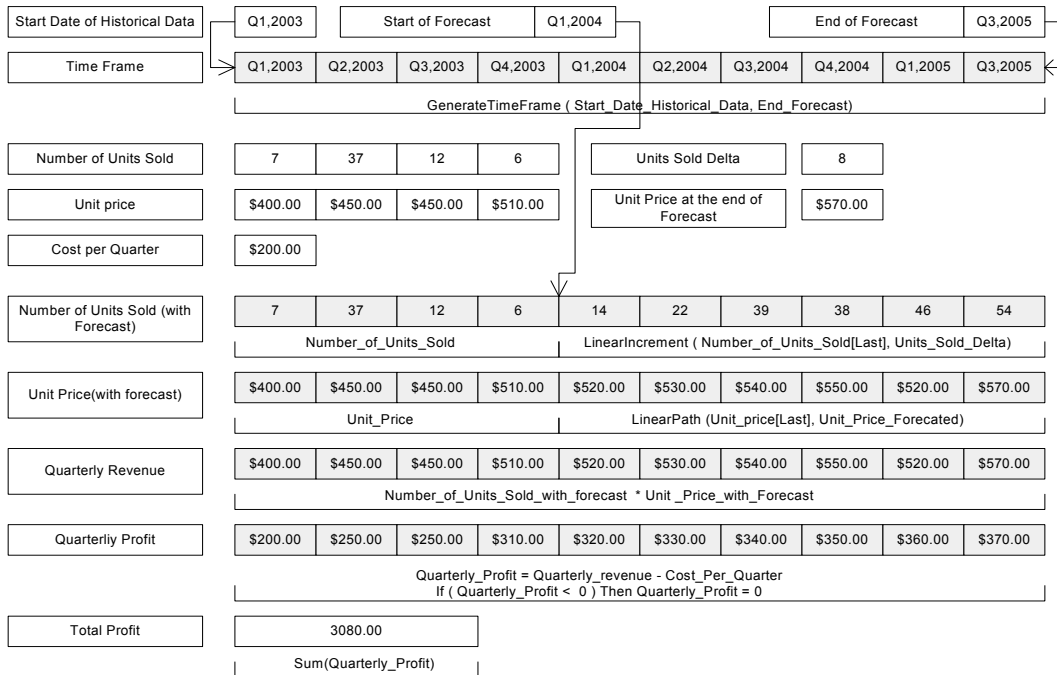 Start Date of Historical Data Q1,2003 Start of Forecast Q1,2004 End of Forecast Q3,2005
Time Frame Q1,2003 Q2,2003 Q3,2003 Q4,2003 Q1,2004 Q2,2004 Q3,2004 Q4,2004 Q1,2005 Q3,2005
GenerateTimeFrame ( Start_Date_Historical_Data, End_Forecast)
Number of Units Sold 7 37 12 6 Units Sold Delta 8
Unit price $400.00 $450.00 $450.00 $510.00 Unit Price at the end of
Forecast $570.00
Cost per Quarter $200.00
Number of Units Sold (with
Forecast) 7 37 12 6 14 22 39 38 46 54
Number_of_Units_Sold LinearIncrement ( Number_of_Units_Sold[Last], Units_Sold_Delta)
Unit Price(with forecast) $400.00 $450.00 $450.00 $510.00 $520.00 $530.00 $540.00 $550.00 $520.00 $570.00
Unit_Price LinearPath (Unit_price[Last], Unit_Price_Forecated)
Quarterly Revenue $400.00 $450.00 $450.00 $510.00 $520.00 $530.00 $540.00 $550.00 $520.00 $570.00
Number_of_Units_Sold_with_forecast * Unit _Price_with_Forecast
Quarterliy Profit $200.00 $250.00 $250.00 $310.00 $320.00 $330.00 $340.00 $350.00 $360.00 $370.00
Quarterly_Profit = Quarterly_revenue - Cost_Per_Quarter
If ( Quarterly_Profit < 0 ) Then Quarterly_Profit = 0
Total Profit 3080.00
Sum(Quarterly_Profit)